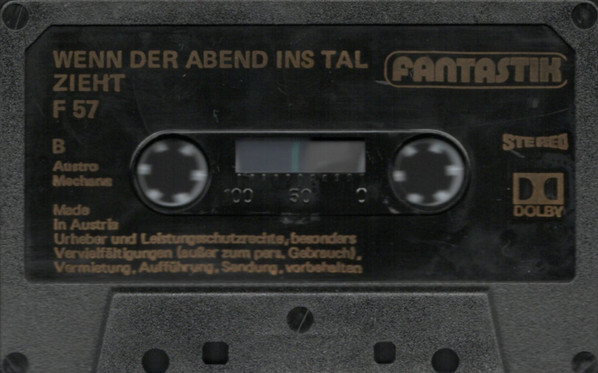 WENN DER ABEND INS TAL
ZIEHT
F 57
FANTASTIK
B
STEREO
Austro
Mechana
100 50 0
DOLBY
Made
In Austria
Urheber und Leistungsschutzrechte, besonders
Vervielfältigungen (außer zum pers. Gebrauch),
Vermietung, Aufführung, Sendung, vorbehalten